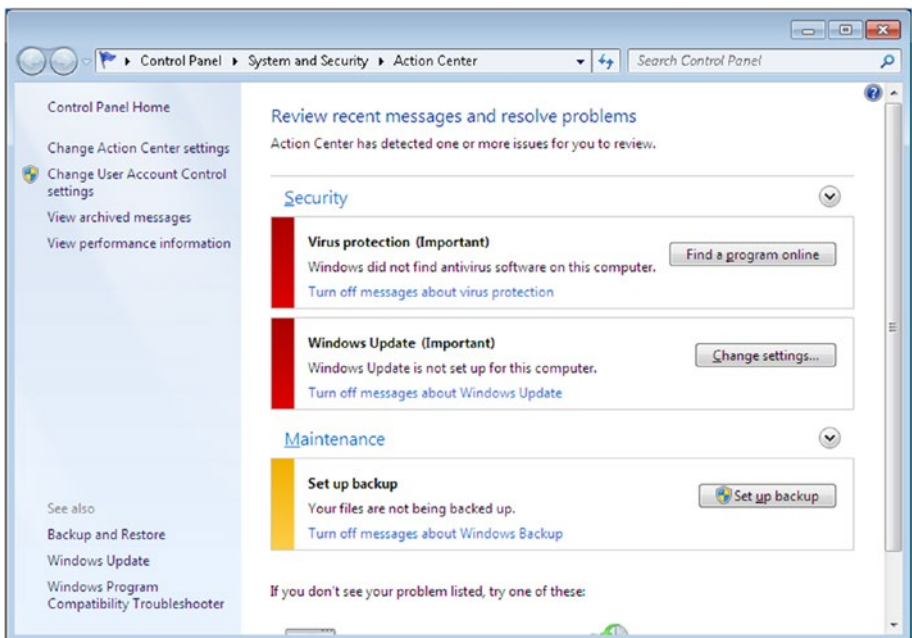 Control Panel ▸ System and Security ▸ Action Center
Search Control Panel
Control Panel Home
Change Action Center settings
Change User Account Control
settings
View archived messages
View performance information
See also
Backup and Restore
Windows Update
Windows Program
Compatibility Troubleshooter
Review recent messages and resolve problems
Action Center has detected one or more issues for you to review.
Security
Virus protection (Important)
Windows did not find antivirus software on this computer.
Find a program online
Turn off messages about virus protection
Windows Update (Important)
Windows Update is not set up for this computer.
Change settings...
Turn off messages about Windows Update
Maintenance
Set up backup
Your files are not being backed up.
Set up backup
Turn off messages about Windows Backup
If you don't see your problem listed, try one of these: